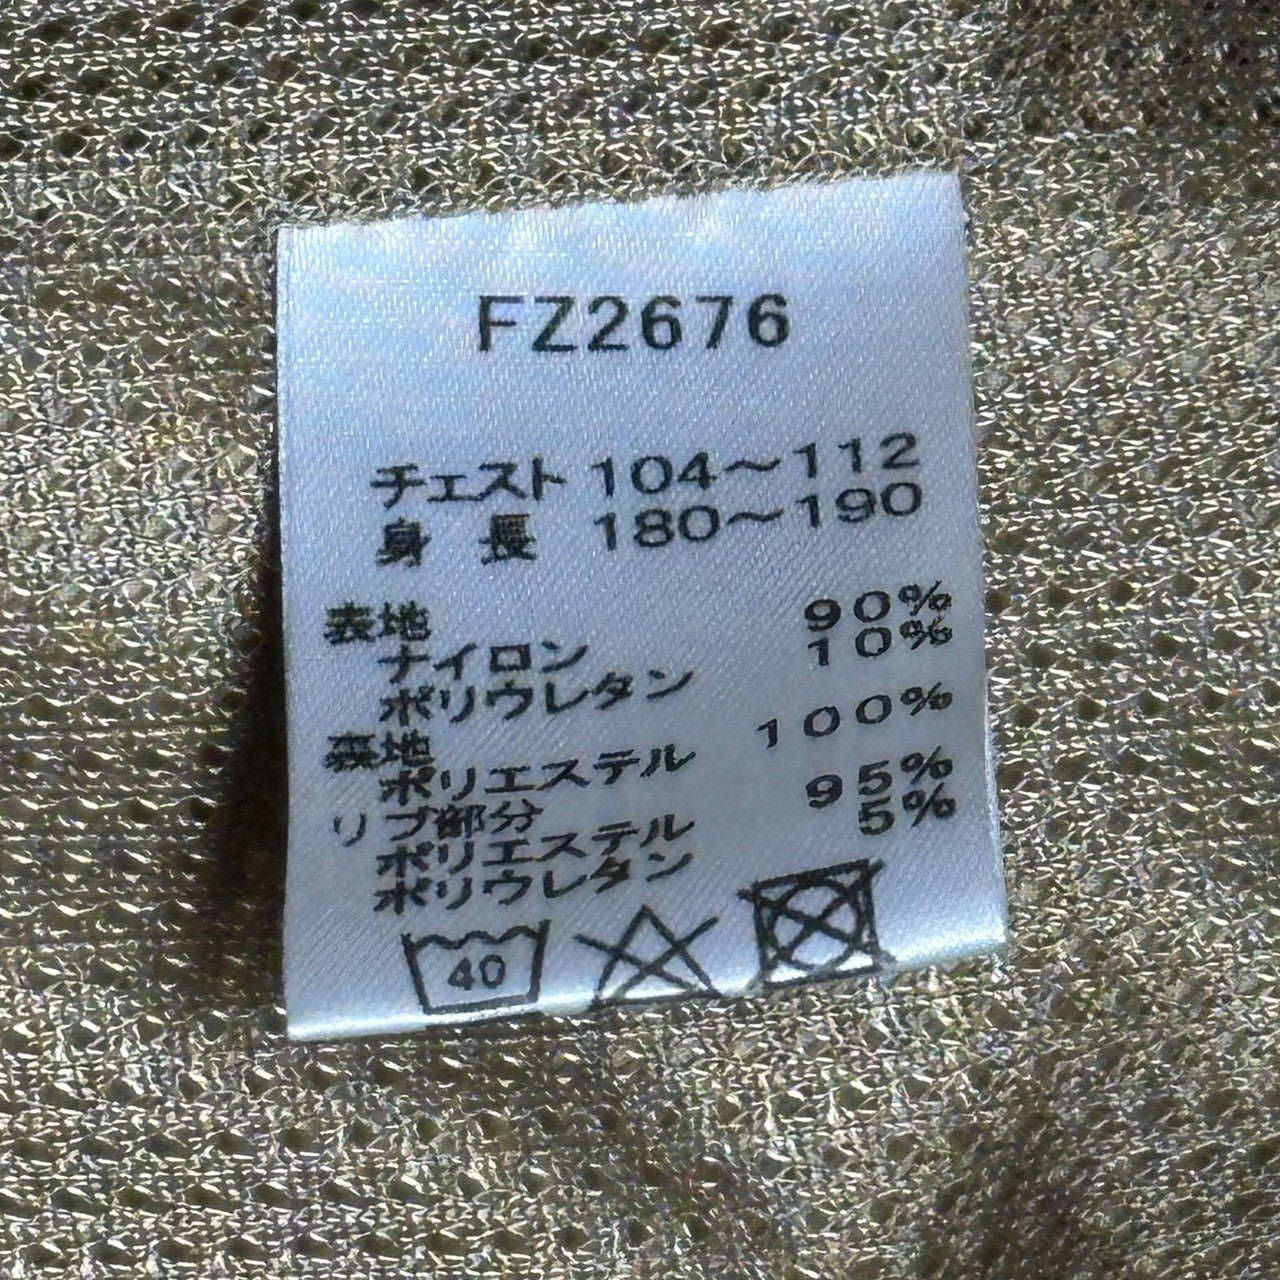 FZ2676
チェスト 104～112
身 長 180～190
表地
ナイロン 90%
ポリウレタン 10%
裏地
ポリエステル 100%
リブ部分
ポリエステル 95%
ポリウレタン 5%
40